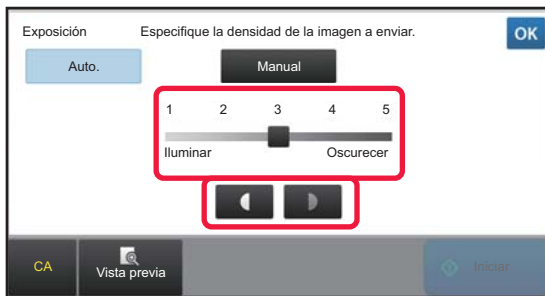 Exposición Especifique la densidad de la imagen a enviar. OK
Auto. Manual
1 2 3 4 5
Iluminar Oscurecer
CA Vista previa Iniciar